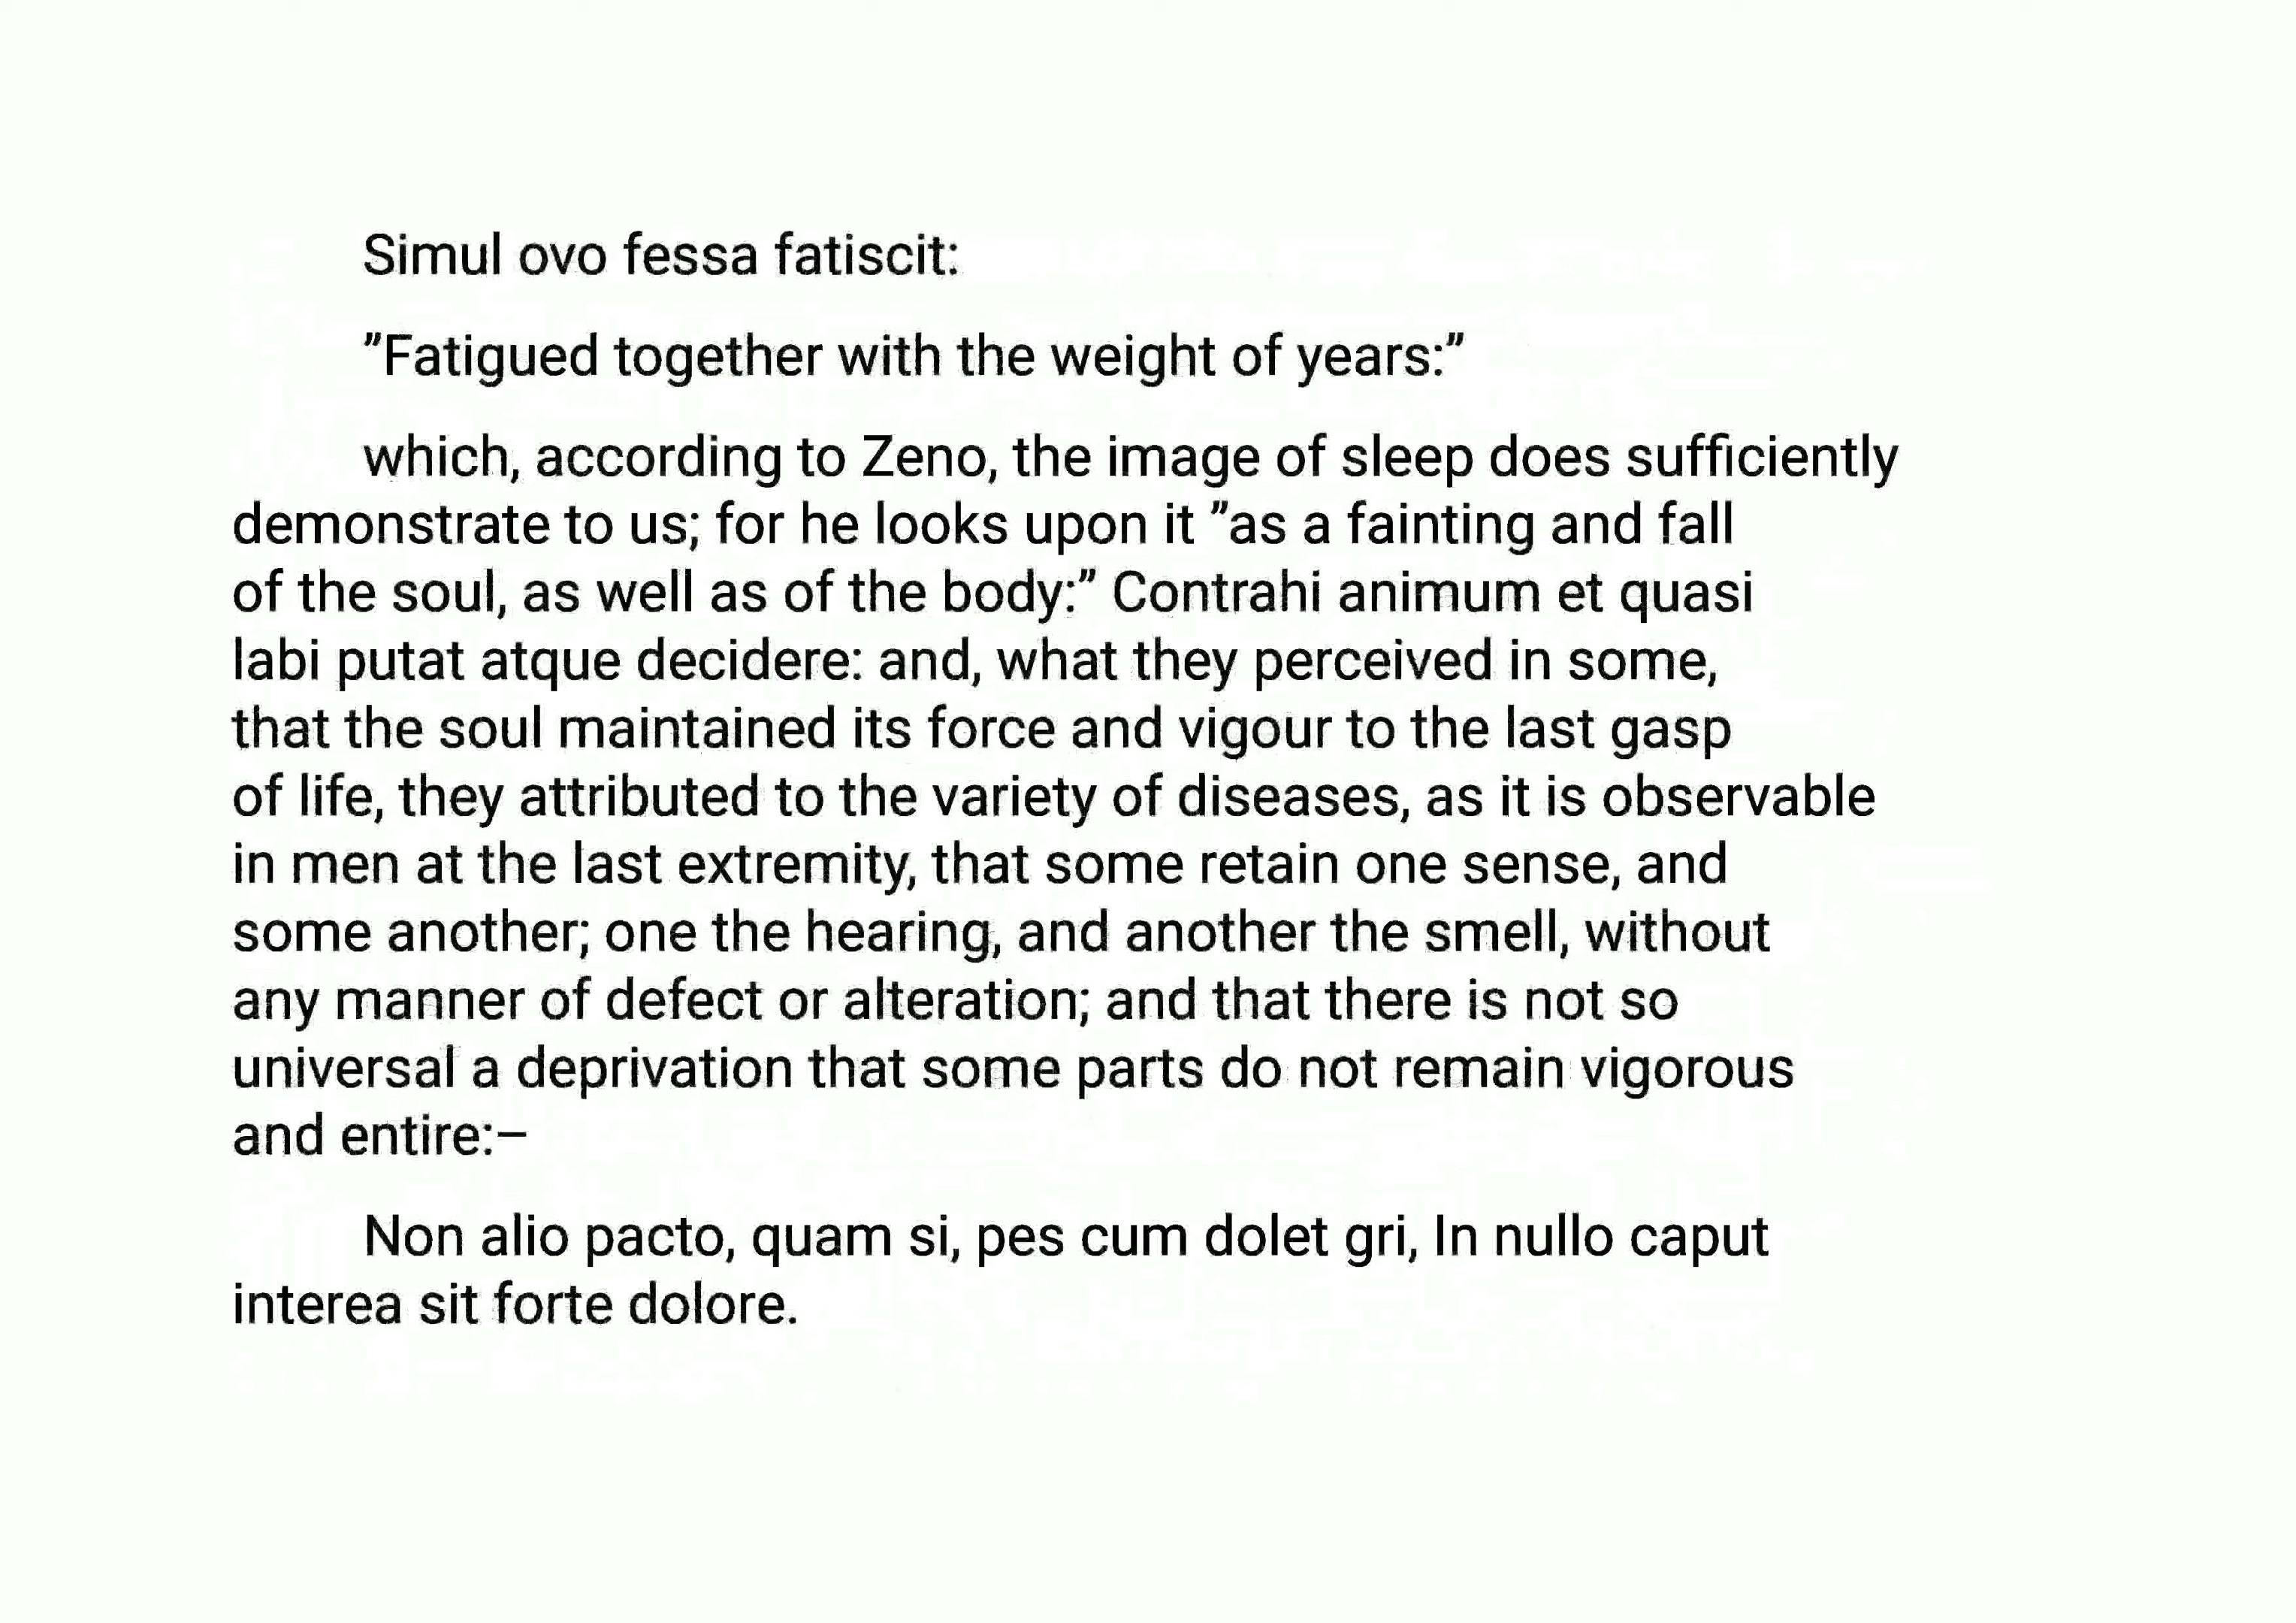 Simul ovo fessa fatiscit:
”Fatigued together with the weight of years:”
which, according to Zeno, the image of sleep does sufficiently
demonstrate to us; for he looks upon it ”as a fainting and fall
of the soul, as well as of the body:” Contrahi animum et quasi
labi putat atque decidere: and, what they perceived in some,
that the soul maintained its force and vigour to the last gasp
of life, they attributed to the variety of diseases, as it is observable
in men at the last extremity, that some retain one sense, and
some another; one the hearing, and another the smell, without
any manner of defect or alteration; and that there is not so
universal a deprivation that some parts do not remain vigorous
and entire:–
Non alio pacto, quam si, pes cum dolet gri, In nullo caput
interea sit forte dolore.